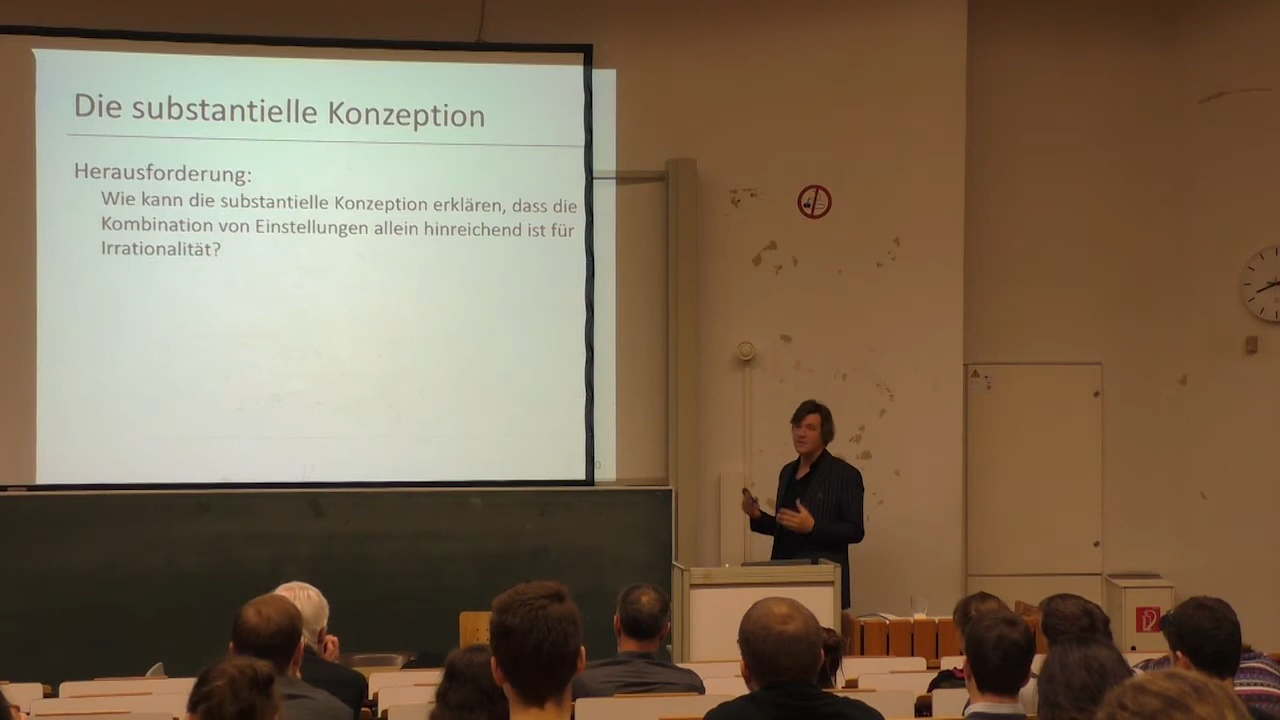 Die substantielle Konzeption
Herausforderung:
Wie kann die substantielle Konzeption erklären, dass die
Kombination von Einstellungen allein hinreichend ist für
Irrationalität?